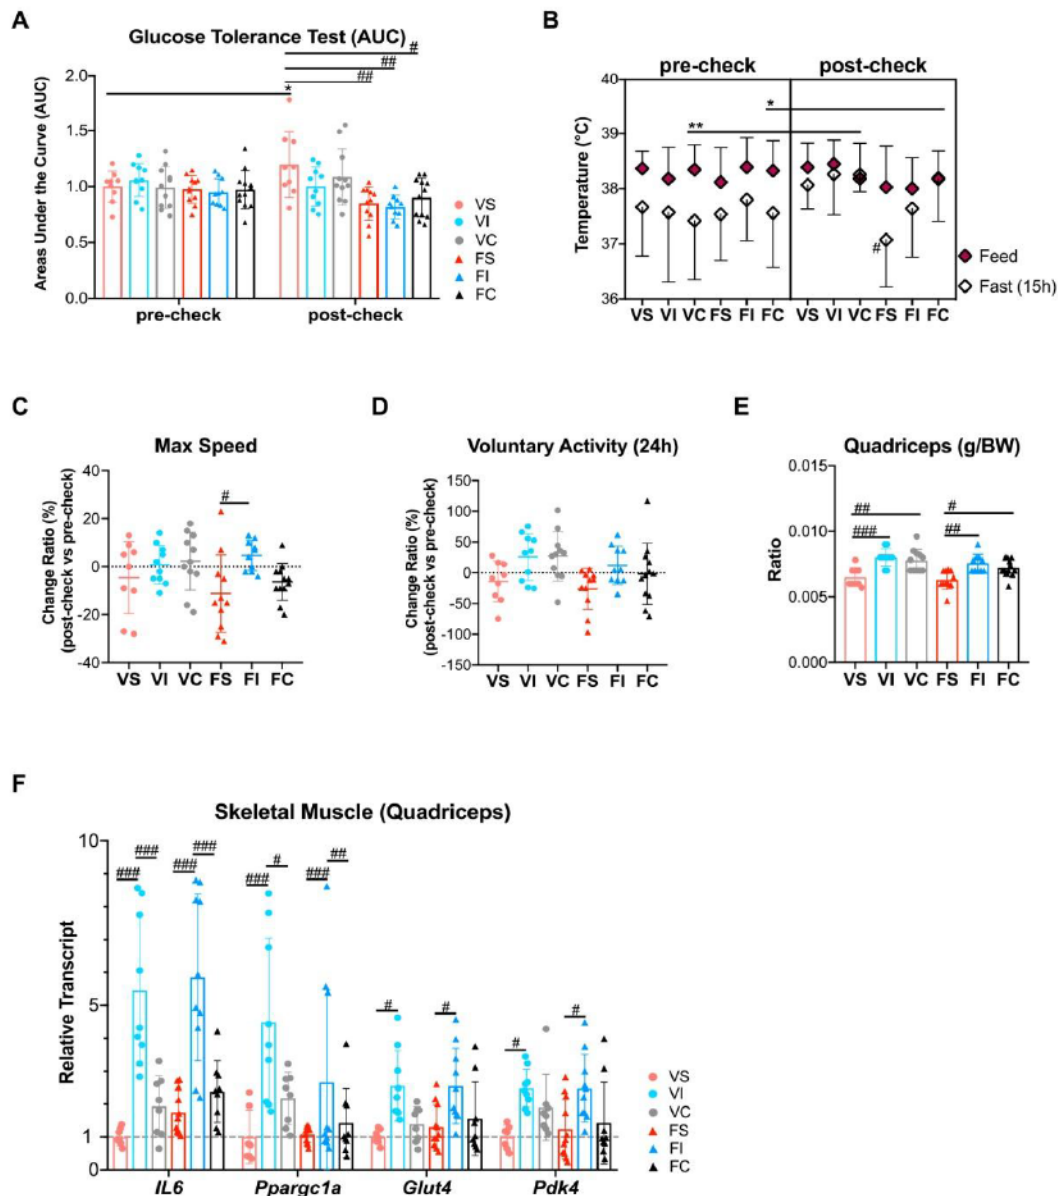 A
Glucose Tolerance Test (AUC)
#
##
##
*
Areas Under the Curve (AUC)
2.0
1.5
1.0
0.5
0.0
pre-check
post-check
VS
VI
VC
FS
FI
FC
B
pre-check
post-check
Temperature (°C)
40
39
38
37
36
*
**
#
VS VI VC FS FI FC VS VI VC FS FI FC
Feed
Fast (15h)
C
Max Speed
Change Ratio (%)
(post-check vs pre-check)
40
20
0
-20
-40
#
VS VI VC FS FI FC
D
Voluntary Activity (24h)
Change Ratio (%)
(post-check vs pre-check)
150
100
50
0
-50
-100
-150
VS VI VC FS FI FC
E
Quadriceps (g/BW)
Ratio
0.015
0.010
0.005
0.000
##
###
#
##
VS VI VC FS FI FC
F
Skeletal Muscle (Quadriceps)
Relative Transcript
10
5
1
0
### ### ### ### ### # ### ## # # # #
IL6 Ppargc1a Glut4 Pdk4
VS
VI
VC
FS
FI
FC